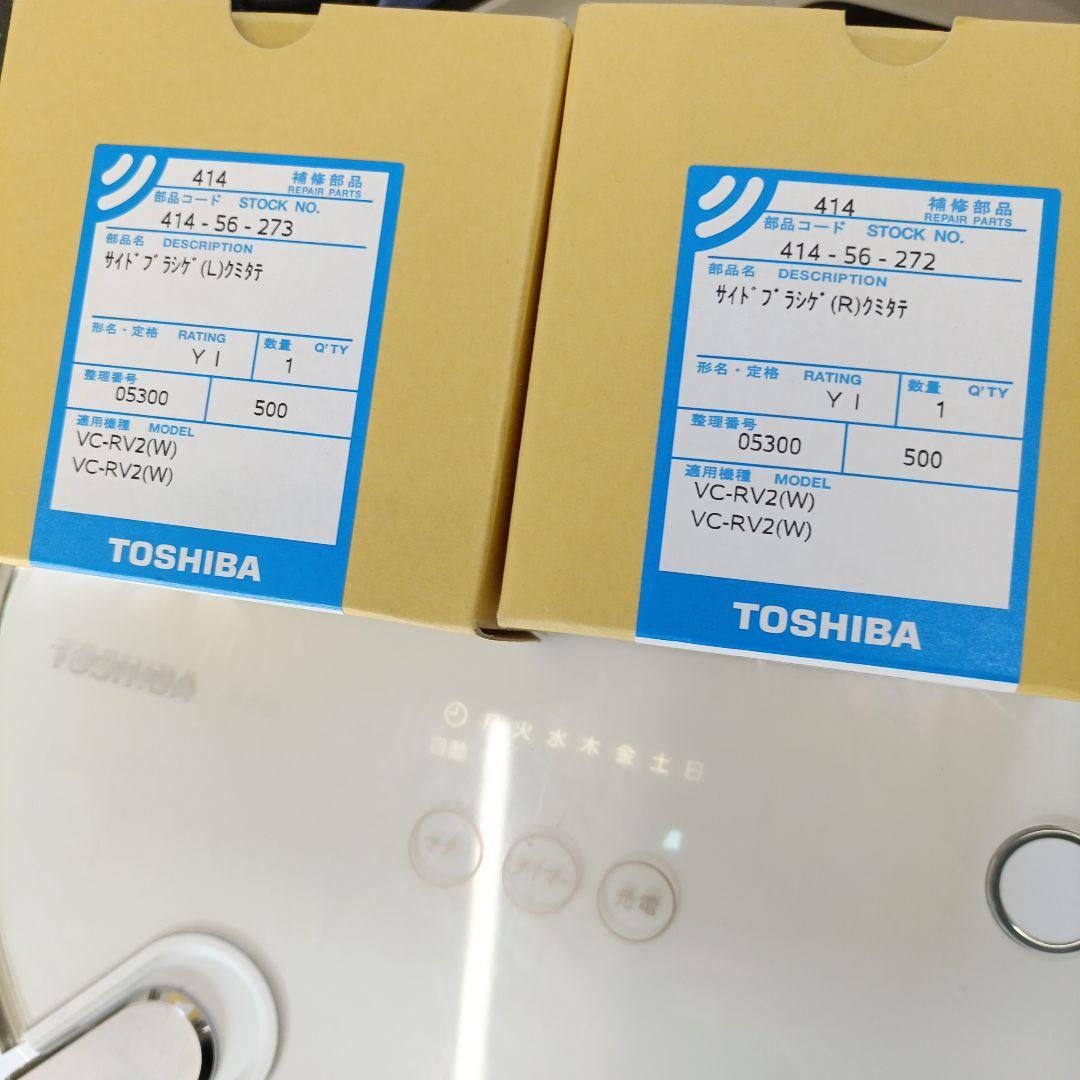 414
補修部品
REPAIR PARTS
部品コード STOCK NO.
414-56-273
部品名 DESCRIPTION
ｻｲﾄﾞﾌﾞﾗｼｹﾞ(L)ｸﾐﾀﾃ
形名・定格 RATING
YI
数量 Q'TY
1
整理番号
05300
500
適用機種 MODEL
VC-RV2(W)
VC-RV2(W)
TOSHIBA
414
補修部品
REPAIR PARTS
部品コード STOCK NO.
414-56-272
部品名 DESCRIPTION
ｻｲﾄﾞﾌﾞﾗｼｹﾞ(R)ｸﾐﾀﾃ
形名・定格 RATING
YI
数量 Q'TY
1
整理番号
05300
500
適用機種 MODEL
VC-RV2(W)
VC-RV2(W)
TOSHIBA
TOSHIBA
月 火 水 木 金 土 日
自動
タイマー
充電